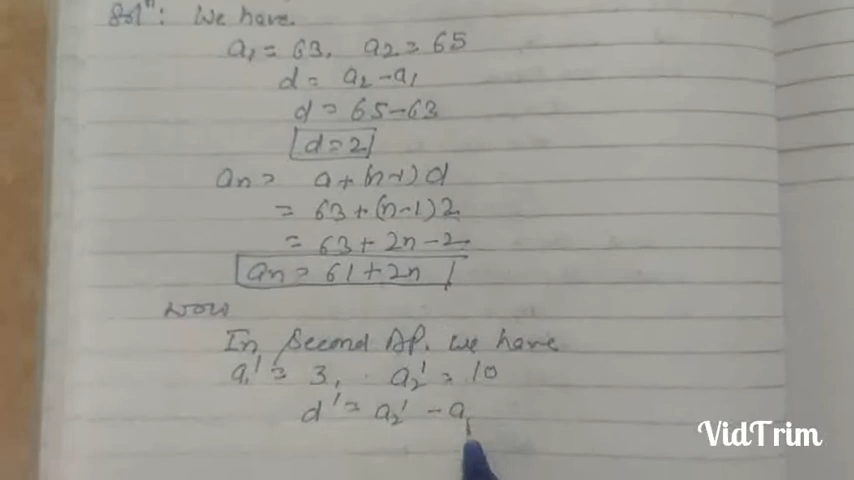 Solⁿ: We have.
a₁ = 63, a₂ = 65
d = a₂ - a₁
d = 65-63
d = 2
an = a + (n-1) d
= 63 + (n-1) 2
= 63 + 2n - 2
an = 61 + 2n
Now
In Second AP. we have
a₁' = 3, a₂' = 10
d' = a₂' - a₁
VidTrim